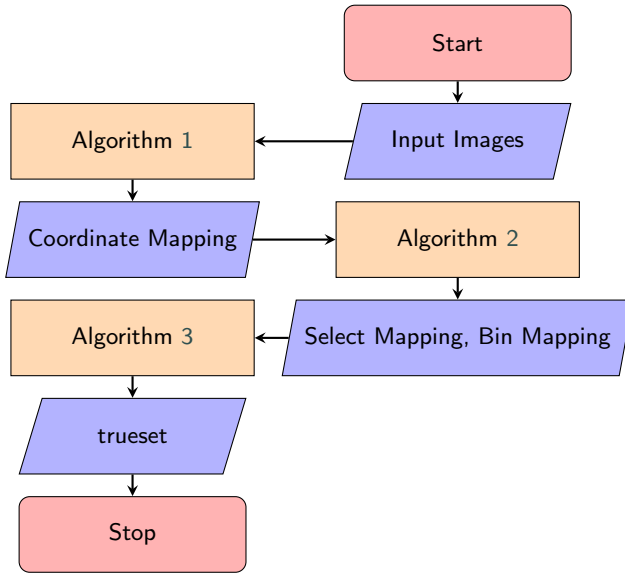 Start
Input Images
Algorithm 1
Coordinate Mapping
Algorithm 2
Select Mapping, Bin Mapping
Algorithm 3
trueset
Stop